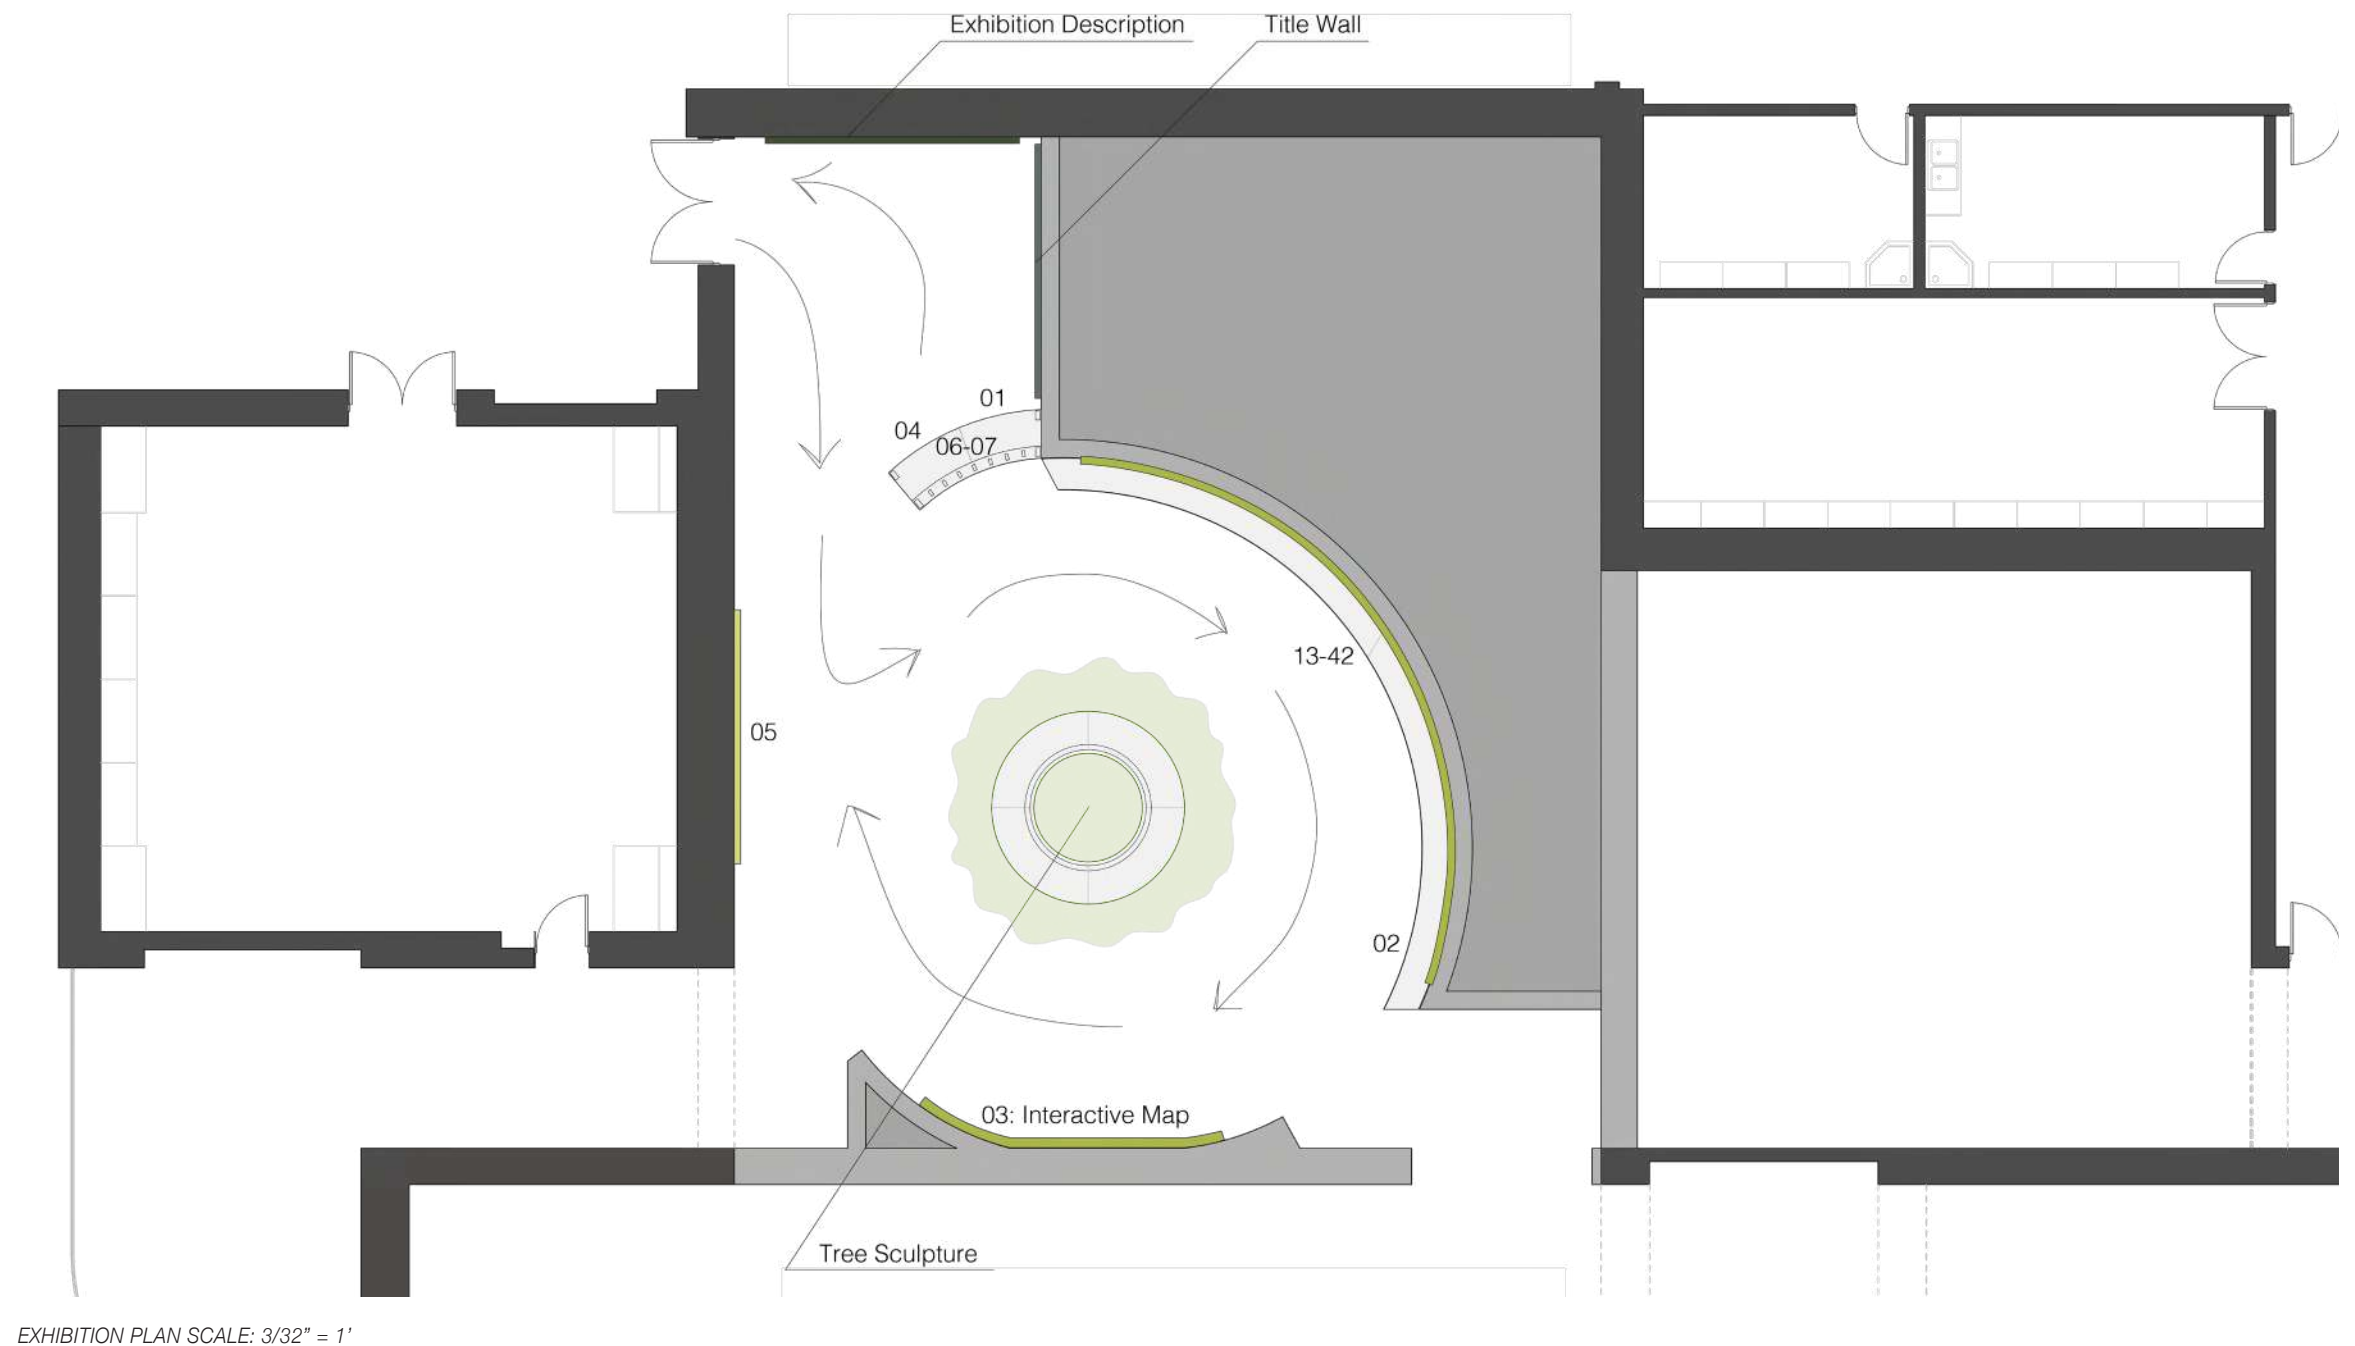 Exhibition Description
Title Wall
01
04
06-07
13-42
05
02
03: Interactive Map
Tree Sculpture
EXHIBITION PLAN SCALE: 3/32” = 1’